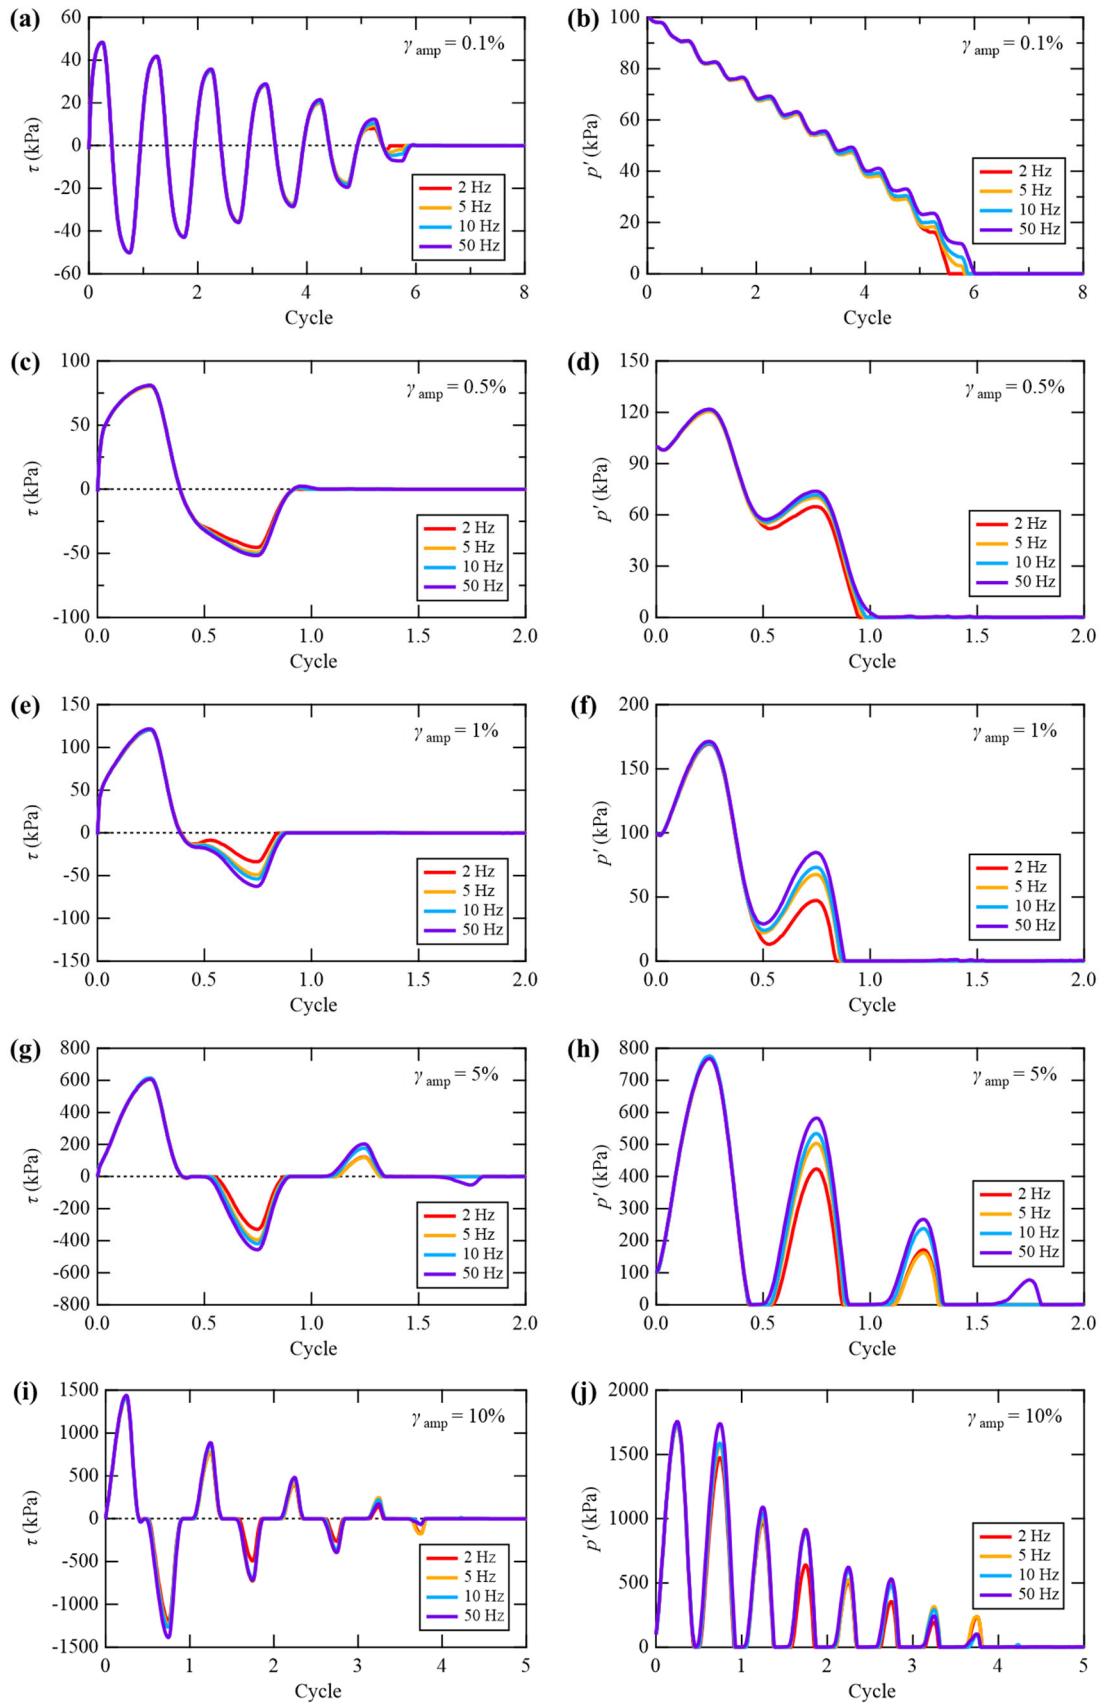 (a)
γ amp = 0.1%
τ (kPa)
60
40
20
0
-20
-40
-60
2 Hz
5 Hz
10 Hz
50 Hz
0 2 4 6 8
Cycle
(b)
γ amp = 0.1%
p′ (kPa)
100
80
60
40
20
0
2 Hz
5 Hz
10 Hz
50 Hz
0 2 4 6 8
Cycle
(c)
γ amp = 0.5%
τ (kPa)
100
50
0
-50
-100
2 Hz
5 Hz
10 Hz
50 Hz
0.0 0.5 1.0 1.5 2.0
Cycle
(d)
γ amp = 0.5%
p′ (kPa)
150
120
90
60
30
0
2 Hz
5 Hz
10 Hz
50 Hz
0.0 0.5 1.0 1.5 2.0
Cycle
(e)
γ amp = 1%
τ (kPa)
150
100
50
0
-50
-100
-150
2 Hz
5 Hz
10 Hz
50 Hz
0.0 0.5 1.0 1.5 2.0
Cycle
(f)
γ amp = 1%
p′ (kPa)
200
150
100
50
0
2 Hz
5 Hz
10 Hz
50 Hz
0.0 0.5 1.0 1.5 2.0
Cycle
(g)
γ amp = 5%
τ (kPa)
800
600
400
200
0
-200
-400
-600
-800
2 Hz
5 Hz
10 Hz
50 Hz
0.0 0.5 1.0 1.5 2.0
Cycle
(h)
γ amp = 5%
p′ (kPa)
800
700
600
500
400
300
200
100
0
2 Hz
5 Hz
10 Hz
50 Hz
0.0 0.5 1.0 1.5 2.0
Cycle
(i)
γ amp = 10%
τ (kPa)
1500
1000
500
0
-500
-1000
-1500
2 Hz
5 Hz
10 Hz
50 Hz
0 1 2 3 4 5
Cycle
(j)
γ amp = 10%
p′ (kPa)
2000
1500
1000
500
0
2 Hz
5 Hz
10 Hz
50 Hz
0 1 2 3 4 5
Cycle